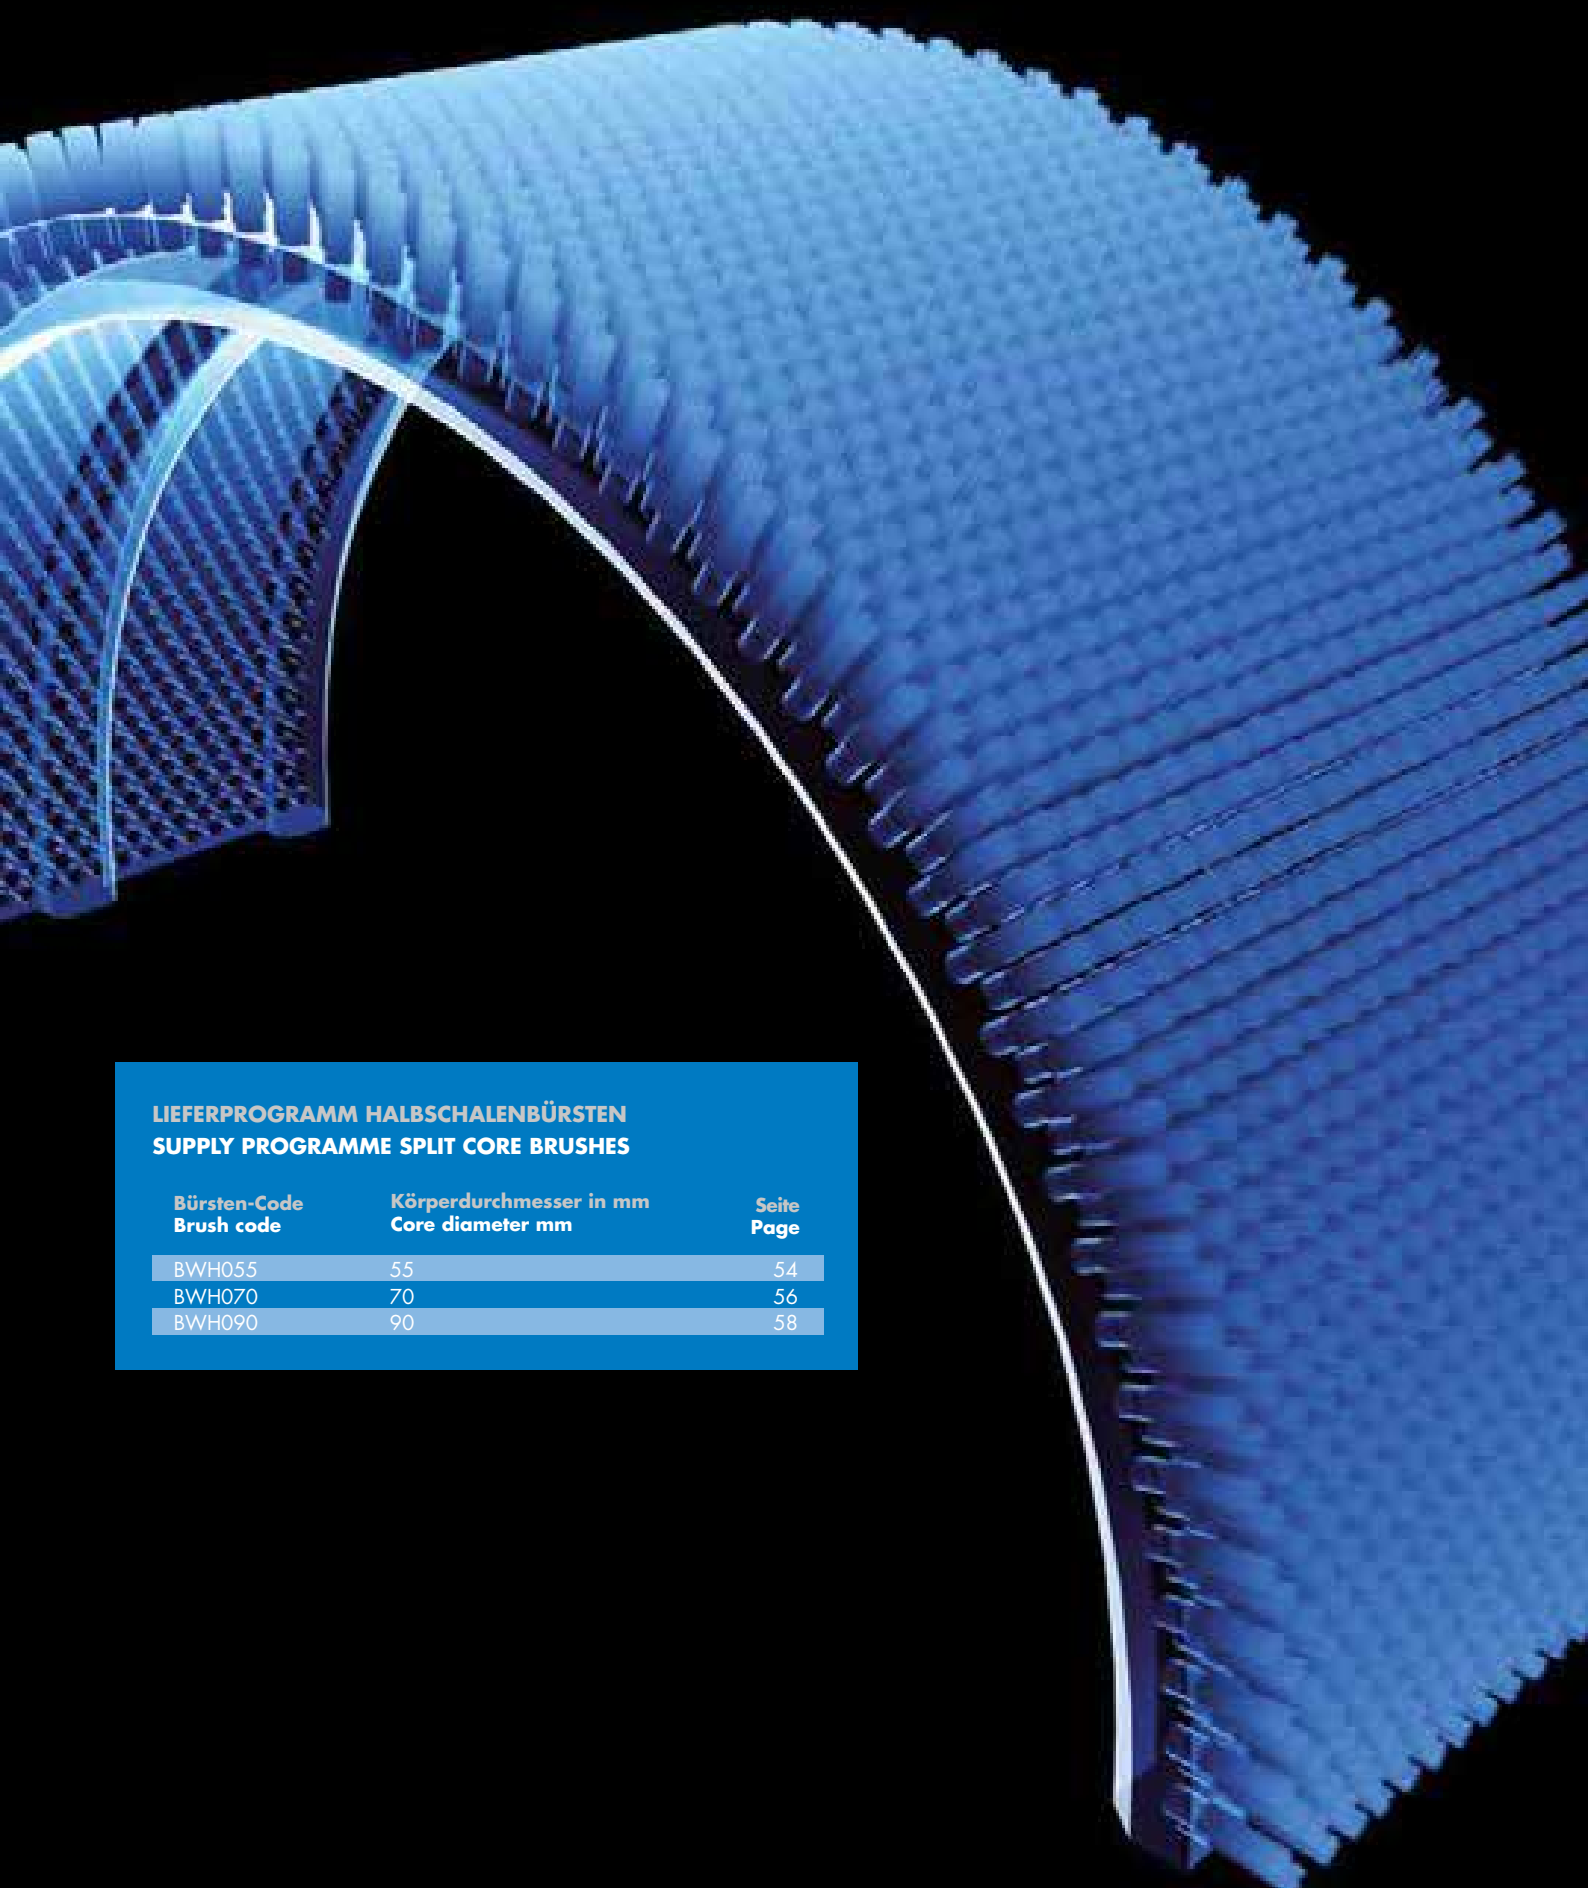 LIEFERPROGRAMM HALBSCHALENBÜRSTEN
SUPPLY PROGRAMME SPLIT CORE BRUSHES
Bürsten-Code Körperdurchmesser in mm Seite
Brush code Core diameter mm Page
BWH055 55 54
BWH070 70 56
BWH090 90 58